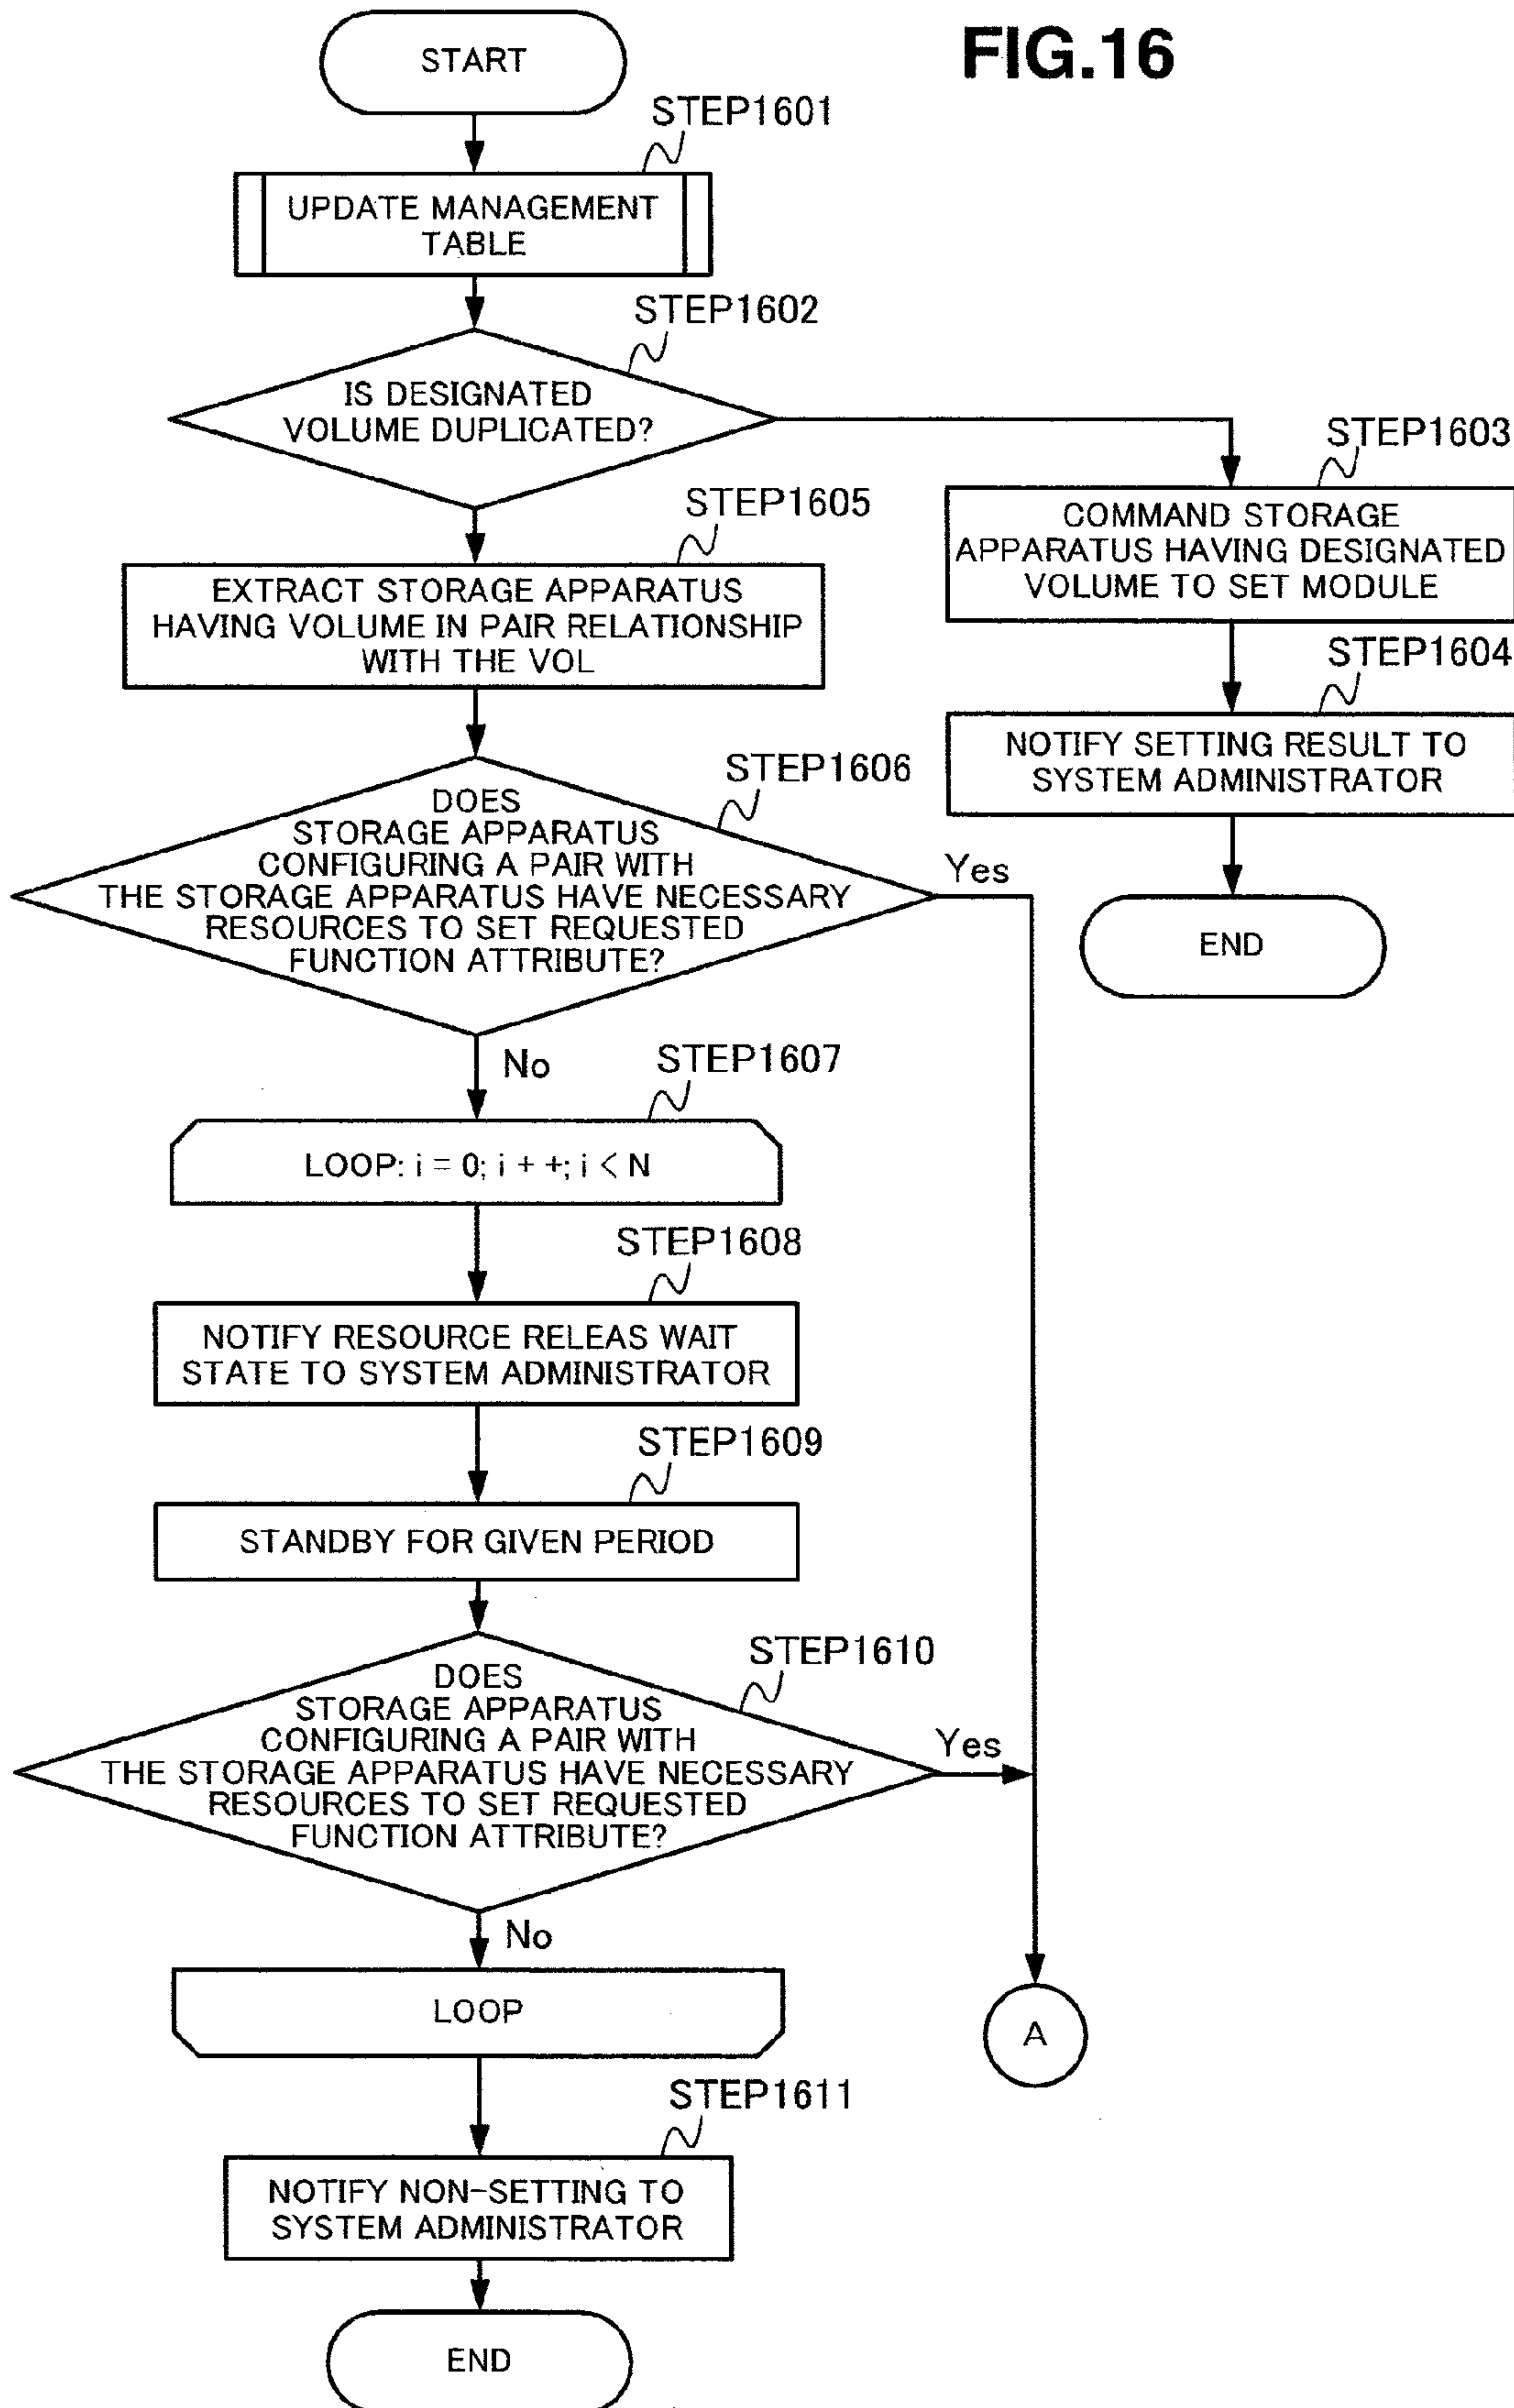 FIG.16
START
STEP1601
UPDATE MANAGEMENT
TABLE
STEP1602
IS DESIGNATED
VOLUME DUPLICATED?
STEP1603
COMMAND STORAGE
APPARATUS HAVING DESIGNATED
VOLUME TO SET MODULE
STEP1604
NOTIFY SETTING RESULT TO
SYSTEM ADMINISTRATOR
END
STEP1605
EXTRACT STORAGE APPARATUS
HAVING VOLUME IN PAIR RELATIONSHIP
WITH THE VOL
STEP1606
DOES
STORAGE APPARATUS
CONFIGURING A PAIR WITH
THE STORAGE APPARATUS HAVE NECESSARY
RESOURCES TO SET REQUESTED
FUNCTION ATTRIBUTE?
Yes
No
STEP1607
LOOP: i = 0; i + +; i < N
STEP1608
NOTIFY RESOURCE RELEAS WAIT
STATE TO SYSTEM ADMINISTRATOR
STEP1609
STANDBY FOR GIVEN PERIOD
STEP1610
DOES
STORAGE APPARATUS
CONFIGURING A PAIR WITH
THE STORAGE APPARATUS HAVE NECESSARY
RESOURCES TO SET REQUESTED
FUNCTION ATTRIBUTE?
Yes
No
LOOP
A
STEP1611
NOTIFY NON-SETTING TO
SYSTEM ADMINISTRATOR
END